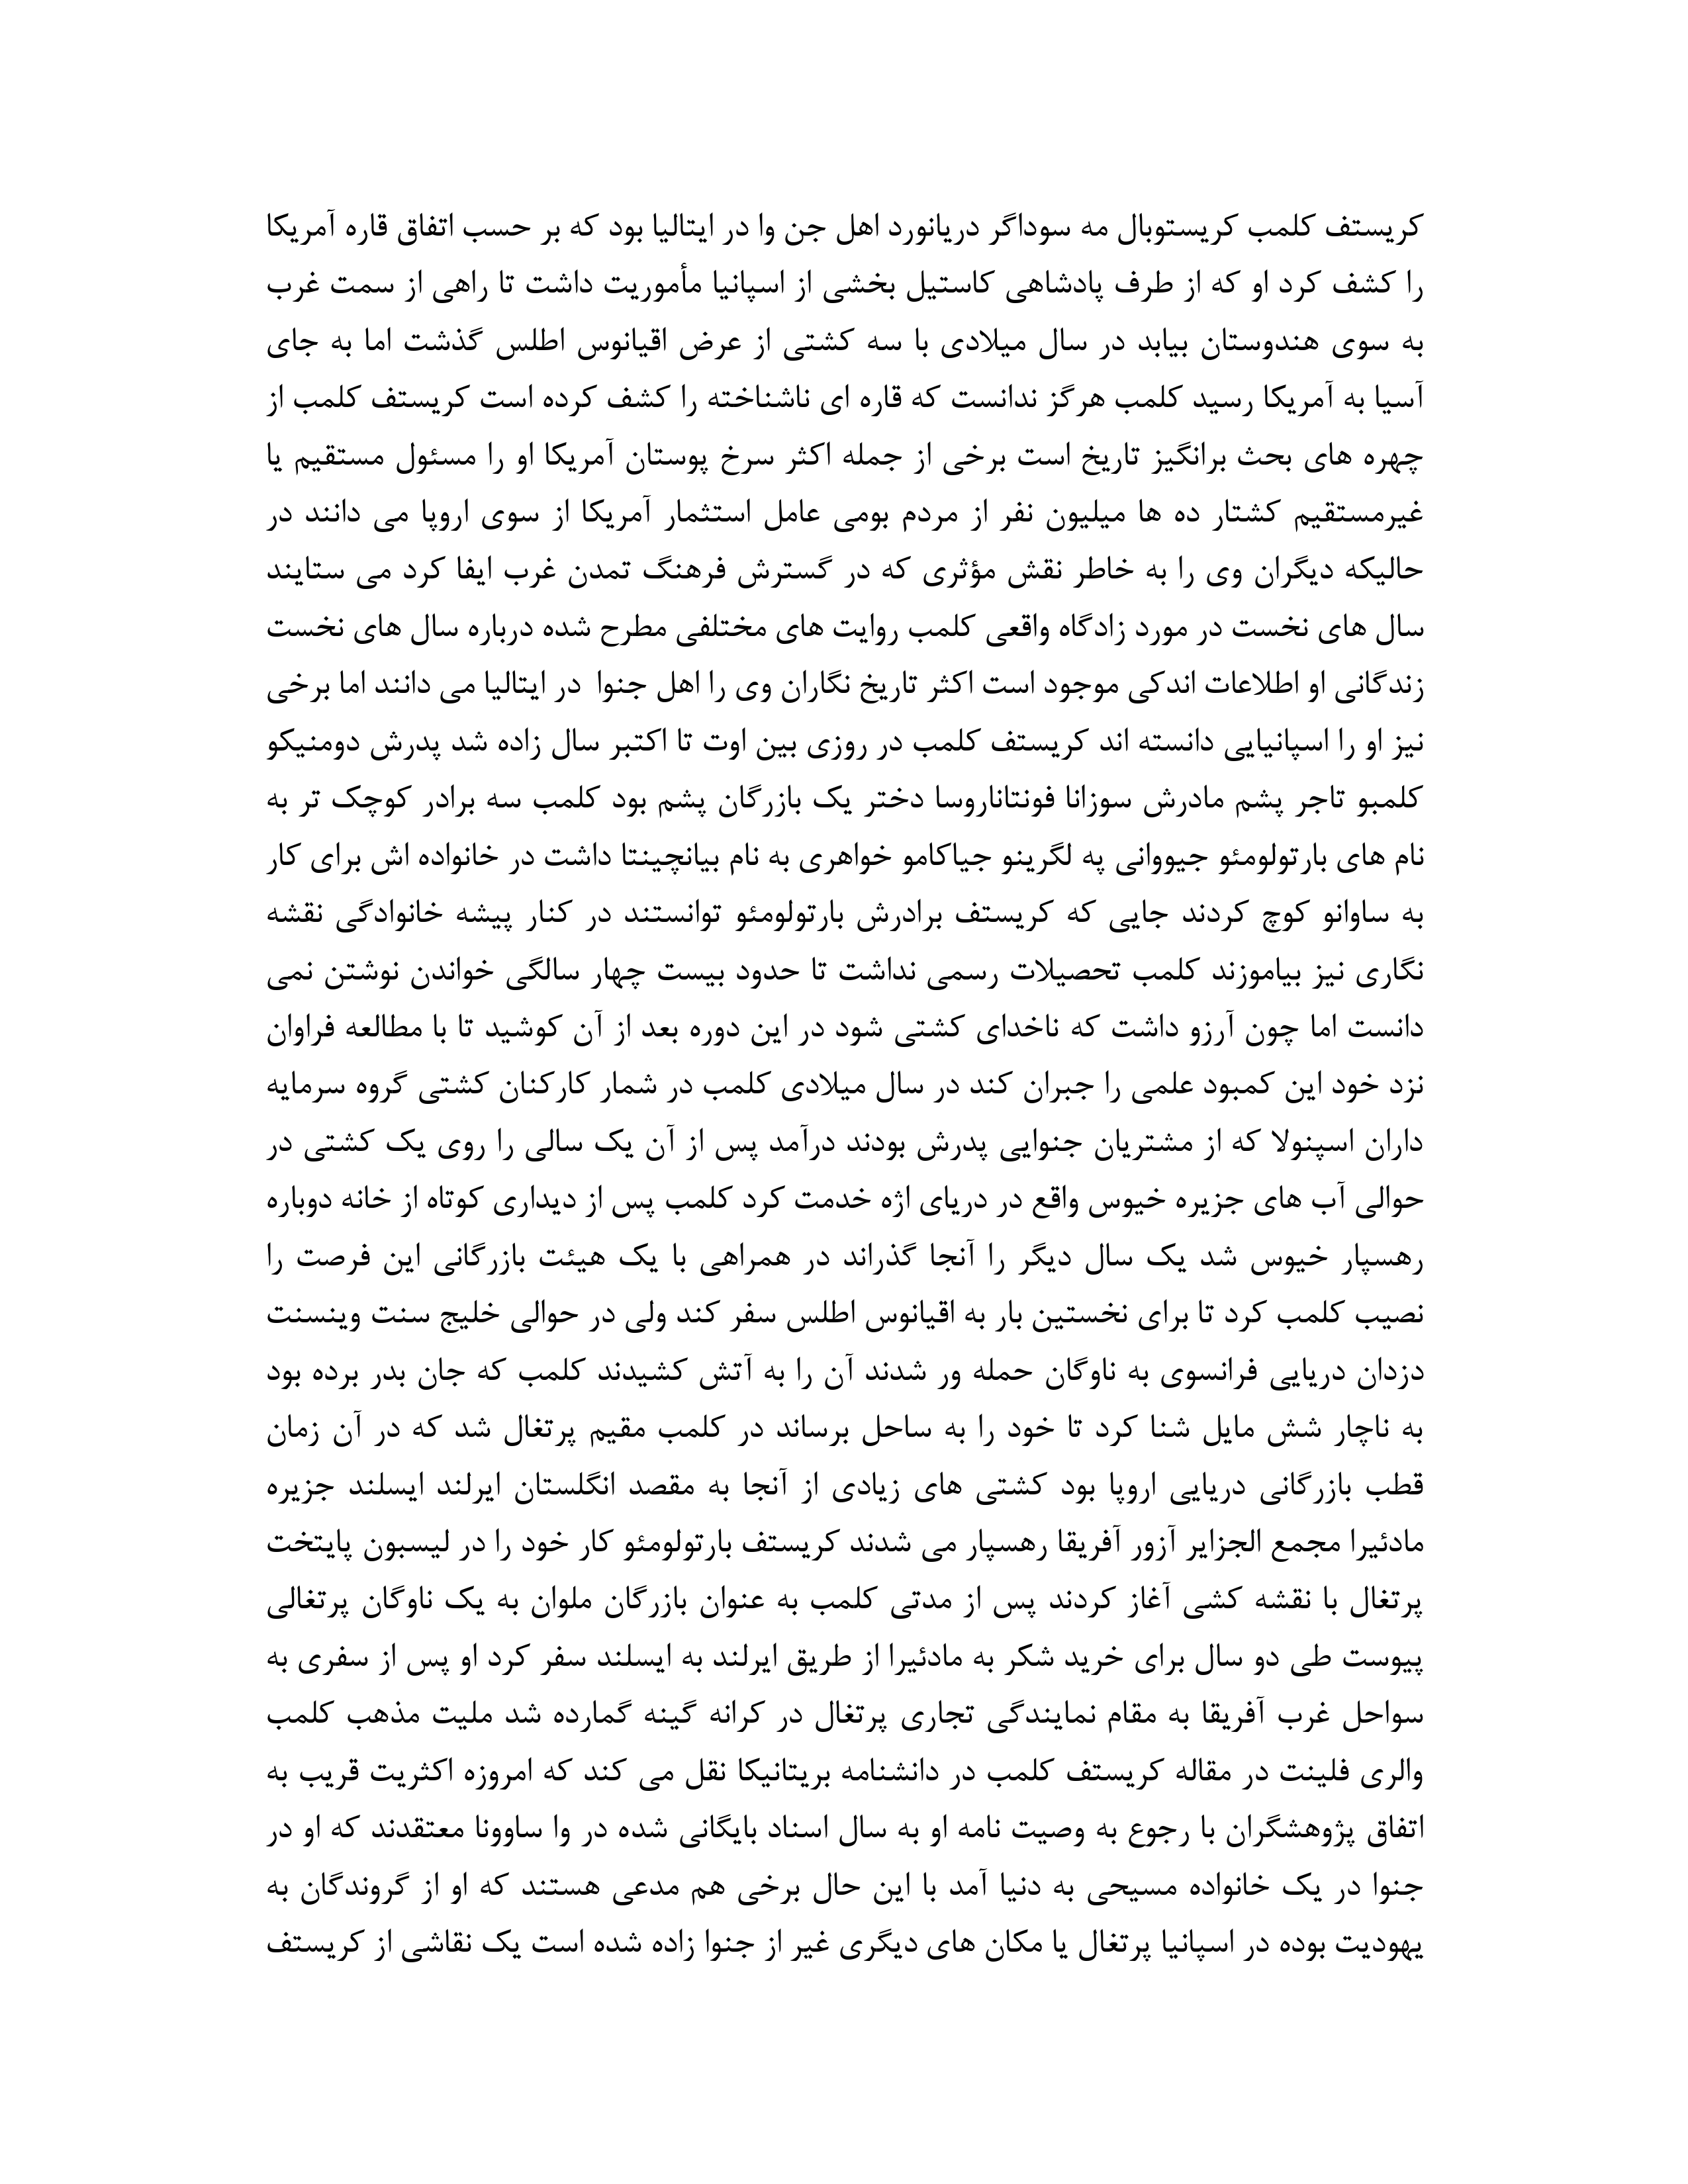 کریستف کلمب کریستوبال مه سوداگر دریانورد اهل جن وا در ایتالیا بود که بر حسب اتفاق قاره آمریکا
را کشف کرد او که از طرف پادشاهی کاستیل بخشی از اسپانیا مأموریت داشت تا راهی از سمت غرب
به سوی هندوستان بیابد در سال میلادی با سه کشتی از عرض اقیانوس اطلس گذشت اما به جای
آسیا به آمریکا رسید کلمب هرگز ندانست که قاره ای ناشناخته را کشف کرده است کریستف کلمب از
چهره های بحث برانگیز تاریخ است برخی از جمله اکثر سرخ پوستان آمریکا او را مسئول مستقیم یا
غیرمستقیم کشتار ده ها میلیون نفر از مردم بومی عامل استثمار آمریکا از سوی اروپا می دانند در
حالیکه دیگران وی را به خاطر نقش مؤثری که در گسترش فرهنگ تمدن غرب ایفا کرد می ستایند
سال های نخست در مورد زادگاه واقعی کلمب روایت های مختلفی مطرح شده درباره سال های نخست
زندگانی او اطلاعات اندکی موجود است اکثر تاریخ نگاران وی را اهل جنوا در ایتالیا می دانند اما برخی
نیز او را اسپانیایی دانسته اند کریستف کلمب در روزی بین اوت تا اکتبر سال زاده شد پدرش دومنیکو
کلمبو تاجر پشم مادرش سوزانا فونتاناروسا دختر یک بازرگان پشم بود کلمب سه برادر کوچک تر به
نام های بارتولومئو جیووانی په لگرینو جیاکامو خواهری به نام بیانچینتا داشت در خانواده اش برای کار
به ساوانو کوچ کردند جایی که کریستف برادرش بارتولومئو توانستند در کنار پیشه خانوادگی نقشه
نگاری نیز بیاموزند کلمب تحصیلات رسمی نداشت تا حدود بیست چهار سالگی خواندن نوشتن نمی
دانست اما چون آرزو داشت که ناخدای کشتی شود در این دوره بعد از آن کوشید تا با مطالعه فراوان
نزد خود این کمبود علمی را جبران کند در سال میلادی کلمب در شمار کارکنان کشتی گروه سرمایه
داران اسپنولا که از مشتریان جنوایی پدرش بودند درآمد پس از آن یک سالی را روی یک کشتی در
حوالی آب های جزیره خیوس واقع در دریای اژه خدمت کرد کلمب پس از دیداری کوتاه از خانه دوباره
رهسپار خیوس شد یک سال دیگر را آنجا گذراند در همراهی با یک هیئت بازرگانی این فرصت را
نصیب کلمب کرد تا برای نخستین بار به اقیانوس اطلس سفر کند ولی در حوالی خلیج سنت وینسنت
دزدان دریایی فرانسوی به ناوگان حمله ور شدند آن را به آتش کشیدند کلمب که جان بدر برده بود
به ناچار شش مایل شنا کرد تا خود را به ساحل برساند در کلمب مقیم پرتغال شد که در آن زمان
قطب بازرگانی دریایی اروپا بود کشتی های زیادی از آنجا به مقصد انگلستان ایرلند ایسلند جزیره
مادئیرا مجمع الجزایر آزور آفریقا رهسپار می شدند کریستف بارتولومئو کار خود را در لیسبون پایتخت
پرتغال با نقشه کشی آغاز کردند پس از مدتی کلمب به عنوان بازرگان ملوان به یک ناوگان پرتغالی
پیوست طی دو سال برای خرید شکر به مادئیرا از طریق ایرلند به ایسلند سفر کرد او پس از سفری به
سواحل غرب آفریقا به مقام نمایندگی تجاری پرتغال در کرانه گینه گمارده شد ملیت مذهب کلمب
والری فلینت در مقاله کریستف کلمب در دانشنامه بریتانیکا نقل می کند که امروزه اکثریت قریب به
اتفاق پژوهشگران با رجوع به وصیت نامه او به سال اسناد بایگانی شده در وا ساوونا معتقدند که او در
جنوا در یک خانواده مسیحی به دنیا آمد با این حال برخی هم مدعی هستند که او از گروندگان به
یهودیت بوده در اسپانیا پرتغال یا مکان های دیگری غیر از جنوا زاده شده است یک نقاشی از کریستف